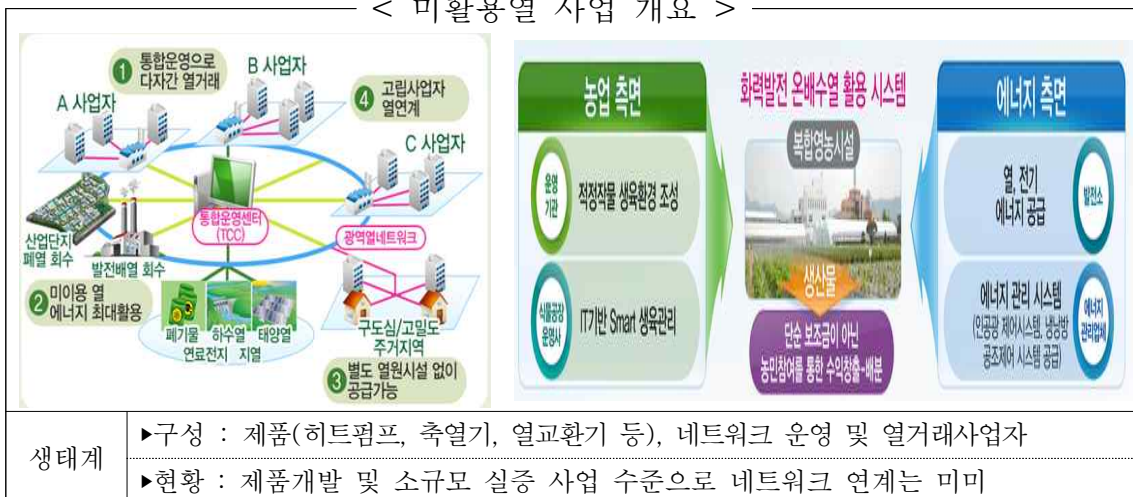 < 미활용열 사업 개요 >
1 통합운영으로
다자간 열거래
A 사업자
B 사업자
4 고립사업자
열연계
C 사업자
통합운영센터
(TCC)
광역열네트워크
산업단지
폐열 회수
발전배열 회수
2 미이용 열
에너지 최대활용
폐기물 하수열 태양열
연료전지 지열
구도심/고밀도
주거지역
3 별도 열원시설 없이
공급가능
농업 측면
운영
기관
적정작물 생육환경 조성
식물공장
운영사
IT기반 Smart 생육관리
화력발전 온배수열 활용 시스템
복합영농시설
생산물
단순 보조금이 아닌
농민참여를 통한 수익창출-배분
에너지 측면
열, 전기
에너지 공급
발전소
에너지 관리 시스템
(인공광 제어시스템, 냉난방
공조제어 시스템 공급)
에너지
관리업체
생태계
▶구성 : 제품(히트펌프, 축열기, 열교환기 등), 네트워크 운영 및 열거래사업자
▶현황 : 제품개발 및 소규모 실증 사업 수준으로 네트워크 연계는 미미